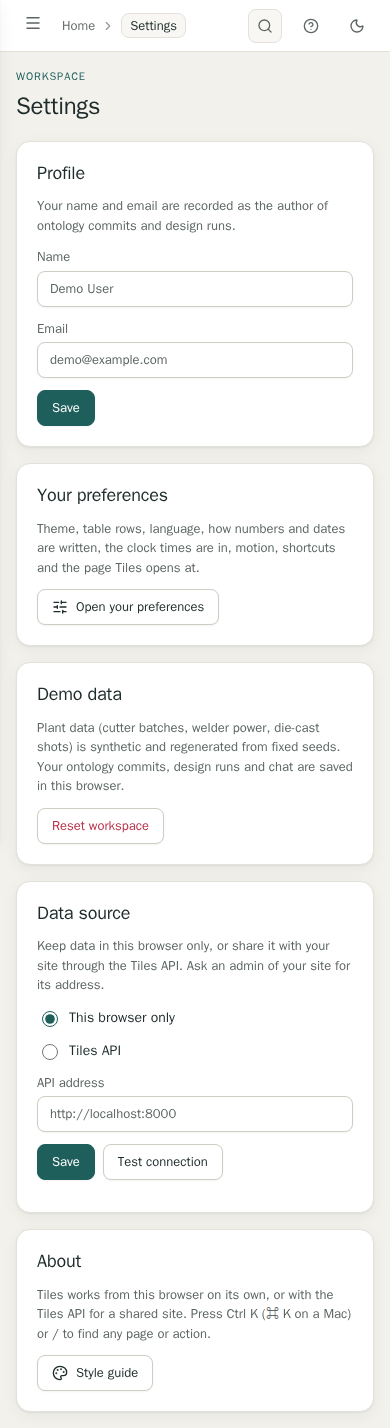 Home > Settings
WORKSPACE
Settings
Profile
Your name and email are recorded as the author of
ontology commits and design runs.
Name
Demo User
Email
demo@example.com
Save
Your preferences
Theme, table rows, language, how numbers and dates
are written, the clock times are in, motion, shortcuts
and the page Tiles opens at.
Open your preferences
Demo data
Plant data (cutter batches, welder power, die-cast
shots) is synthetic and regenerated from fixed seeds.
Your ontology commits, design runs and chat are saved
in this browser.
Reset workspace
Data source
Keep data in this browser only, or share it with your
site through the Tiles API. Ask an admin of your site for
its address.
This browser only
Tiles API
API address
http://localhost:8000
Save Test connection
About
Tiles works from this browser on its own, or with the
Tiles API for a shared site. Press Ctrl K (⌘ K on a Mac)
or / to find any page or action.
Style guide